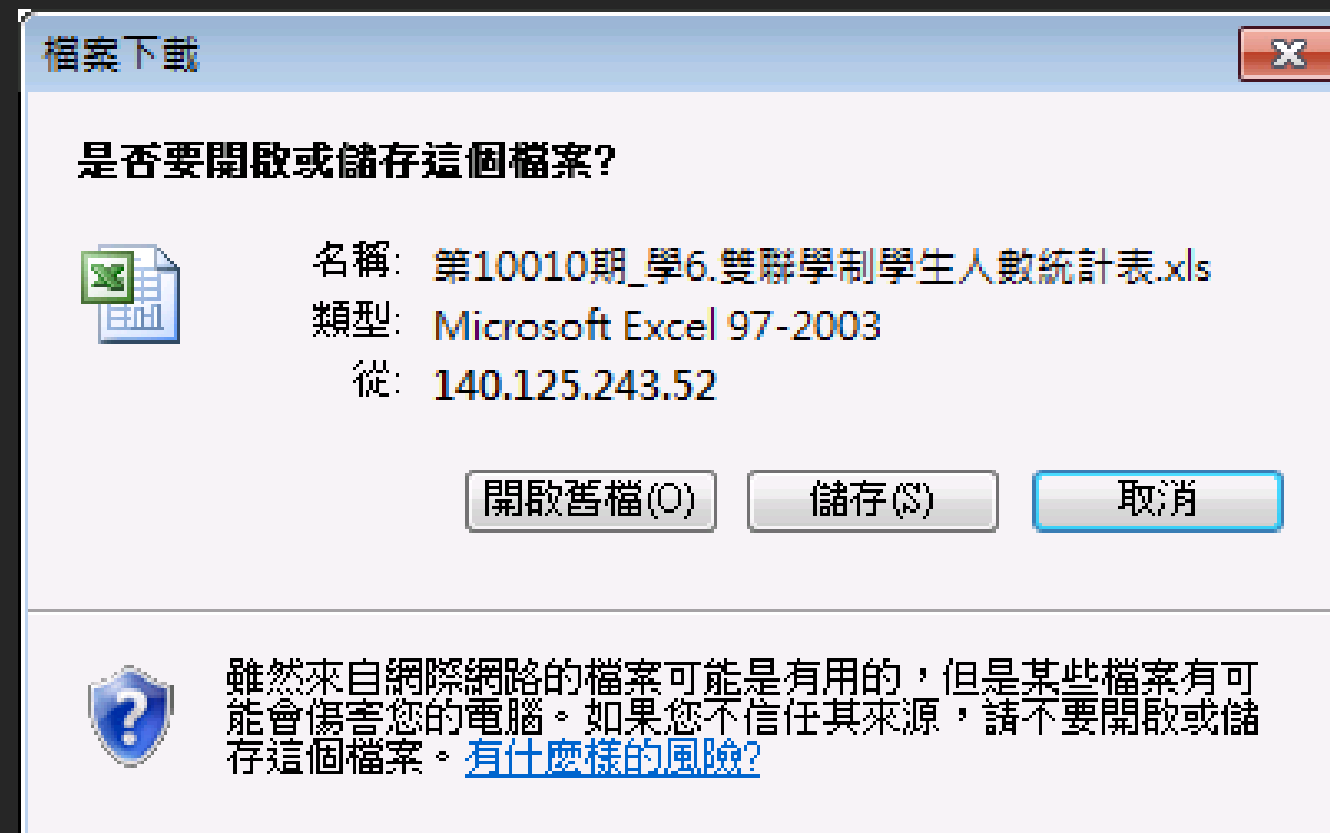 檔案下載
是否要開啟或儲存這個檔案?
名稱: 第10010期_學6.雙聯學制學生人數統計表.xls
類型: Microsoft Excel 97-2003
從: 140.125.243.52
開啟舊檔(O) 儲存(S) 取消
雖然來自網際網路的檔案可能是有用的，但是某些檔案有可
能會傷害您的電腦。如果您不信任其來源，請不要開啟或儲
存這個檔案。有什麼樣的風險?